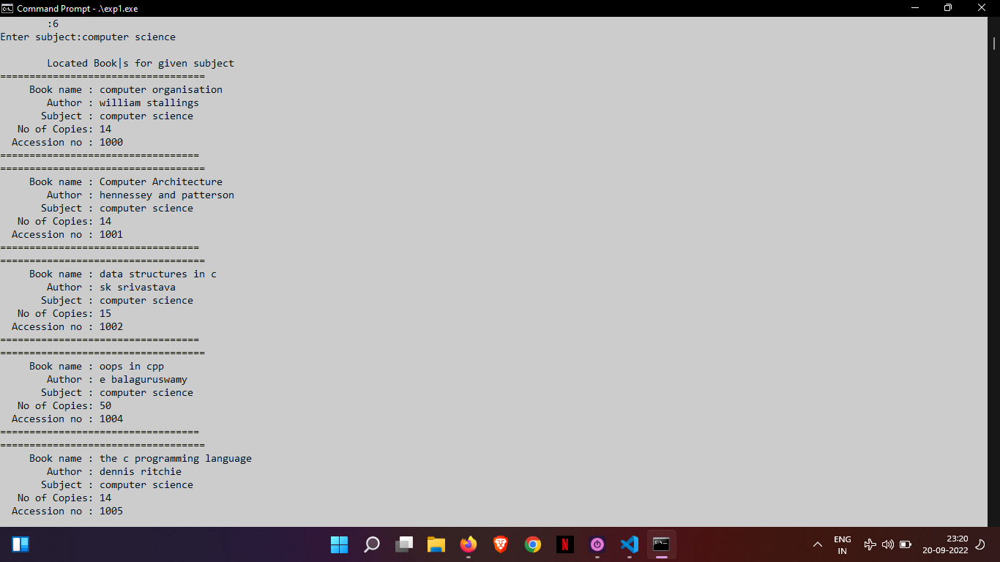 Command Prompt - .\exp1.exe
:6
Enter subject:computer science
Located Book|s for given subject
===================================
Book name : computer organisation
Author : william stallings
Subject : computer science
No of Copies: 14
Accession no : 1000
==================================
===================================
Book name : Computer Architecture
Author : hennessey and patterson
Subject : computer science
No of Copies: 14
Accession no : 1001
==================================
===================================
Book name : data structures in c
Author : sk srivastava
Subject : computer science
No of Copies: 15
Accession no : 1002
==================================
===================================
Book name : oops in cpp
Author : e balaguruswamy
Subject : computer science
No of Copies: 50
Accession no : 1004
==================================
===================================
Book name : the c programming language
Author : dennis ritchie
Subject : computer science
No of Copies: 14
Accession no : 1005
ENG
IN
23:20
20-09-2022